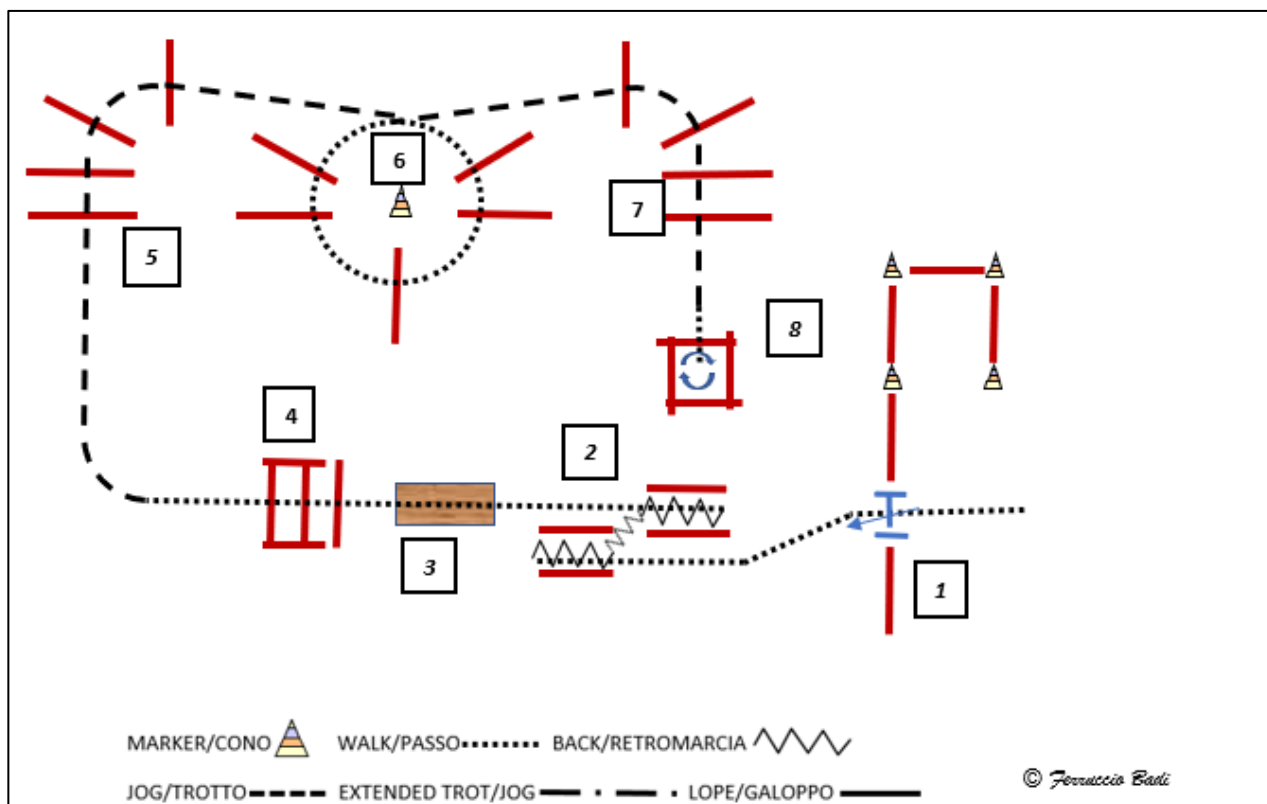 6
7
5
8
4
2
3
1
MARKER/CONO WALK/PASSO BACK/RETROMARCIA
JOG/TROTTO EXTENDED TROT/JOG LOPE/GALOPPO
© Ferruccio Badi